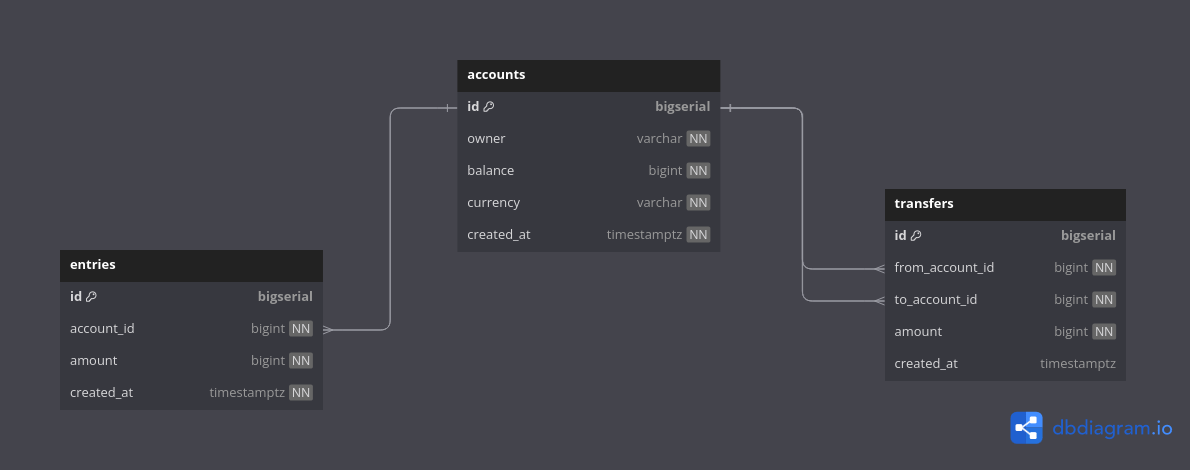 accounts
id bigserial
owner varchar NN
balance bigint NN
currency varchar NN
created_at timestamptz NN
entries
id bigserial
account_id bigint NN
amount bigint NN
created_at timestamptz NN
transfers
id bigserial
from_account_id bigint NN
to_account_id bigint NN
amount bigint NN
created_at timestamptz
dbdiagram.io